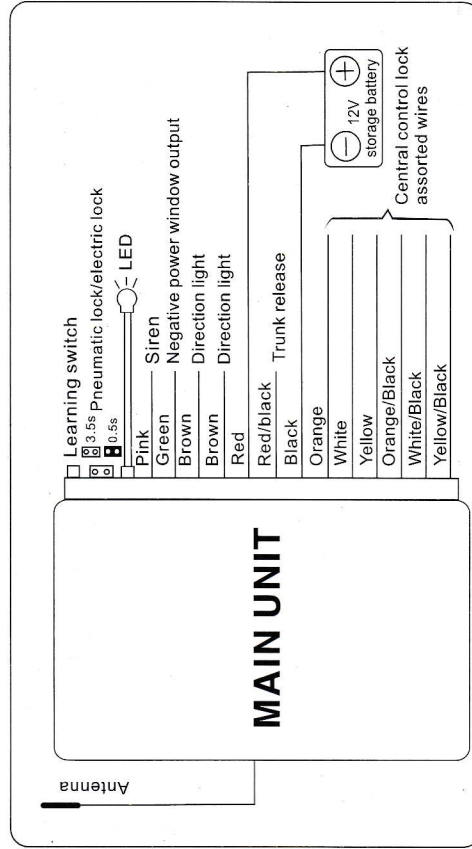 Antenna
MAIN UNIT
Learning switch
3.5s
Pneumatic lock/electric lock
0.5s
LED
Pink
Siren
Green
Negative power window output
Brown
Direction light
Brown
Direction light
Red
Red/black
Trunk release
Black
Orange
White
Yellow
Orange/Black
White/Black
Yellow/Black
12V
storage battery
Central control lock
assorted wires